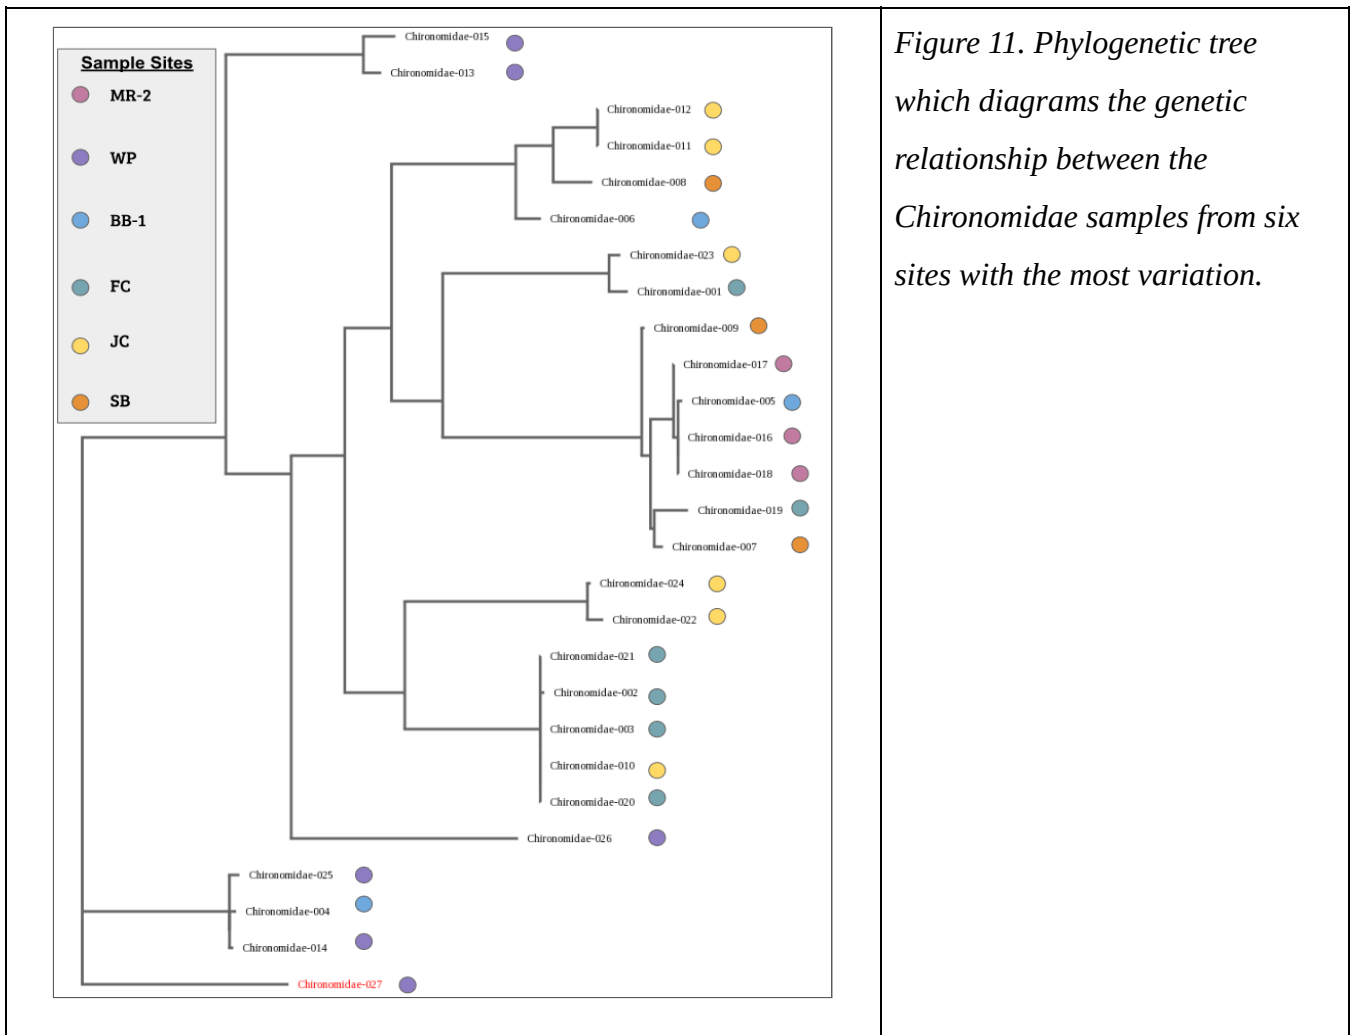 Sample Sites
MR-2
WP
BB-1
FC
JC
SB
Chironomidae-015
Chironomidae-013
Chironomidae-012
Chironomidae-011
Chironomidae-008
Chironomidae-006
Chironomidae-023
Chironomidae-001
Chironomidae-009
Chironomidae-017
Chironomidae-005
Chironomidae-016
Chironomidae-018
Chironomidae-019
Chironomidae-007
Chironomidae-024
Chironomidae-022
Chironomidae-021
Chironomidae-002
Chironomidae-003
Chironomidae-010
Chironomidae-020
Chironomidae-026
Chironomidae-025
Chironomidae-004
Chironomidae-014
Chironomidae-027
Figure 11. Phylogenetic tree
which diagrams the genetic
relationship between the
Chironomidae samples from six
sites with the most variation.